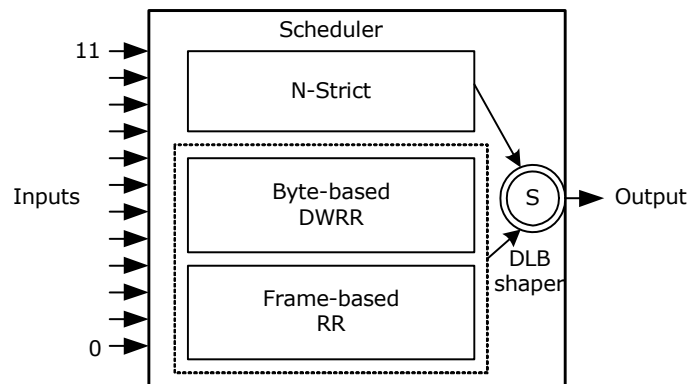 Scheduler
11
N-Strict
Inputs
Byte-based
DWRR
S
Output
DLB
shaper
Frame-based
RR
0